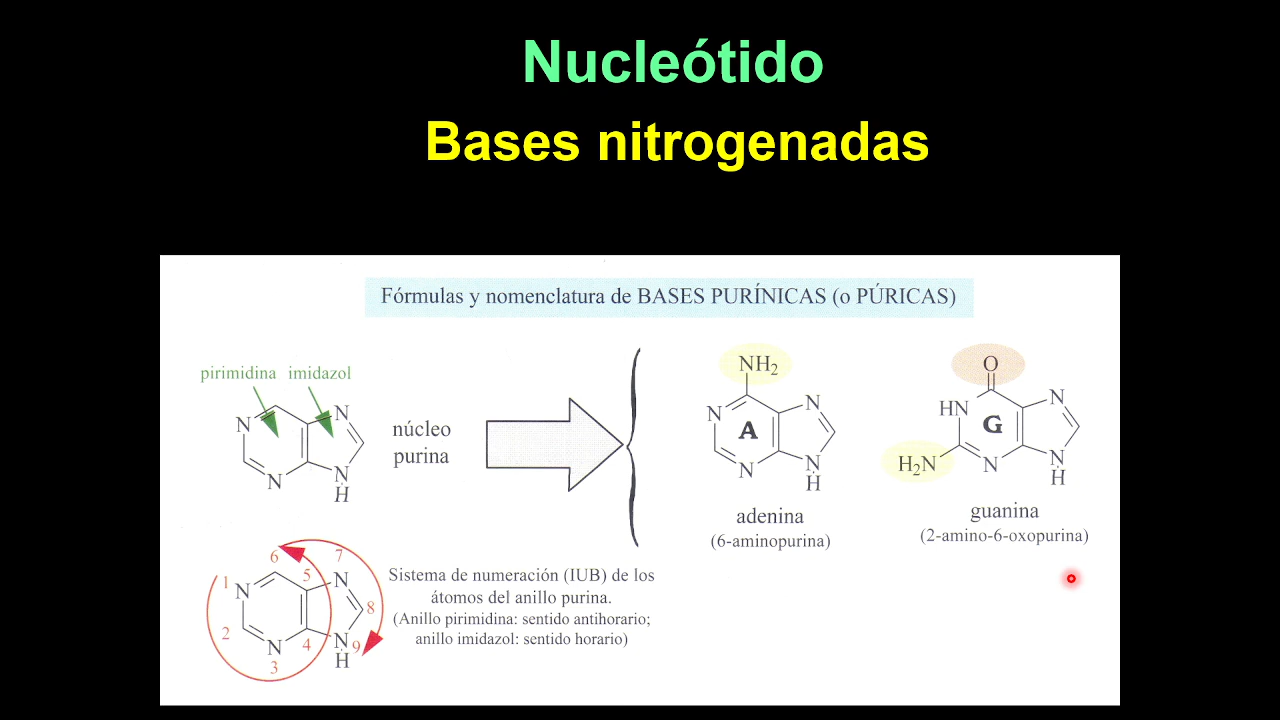 Nucleótido
Bases nitrogenadas
Fórmulas y nomenclatura de BASES PURÍNICAS (o PÚRICAS)
pirimidina imidazol
N
N
N
N
H
núcleo
purina
NH2
N
N
A
N
N
H
adenina
(6-aminopurina)
O
HN
N
G
H2N
N
N
H
guanina
(2-amino-6-oxopurina)
6
7
1
5
N
N
8
2
4
N
N
9
H
3
Sistema de numeración (IUB) de los
átomos del anillo purina.
(Anillo pirimidina: sentido antihorario;
anillo imidazol: sentido horario)